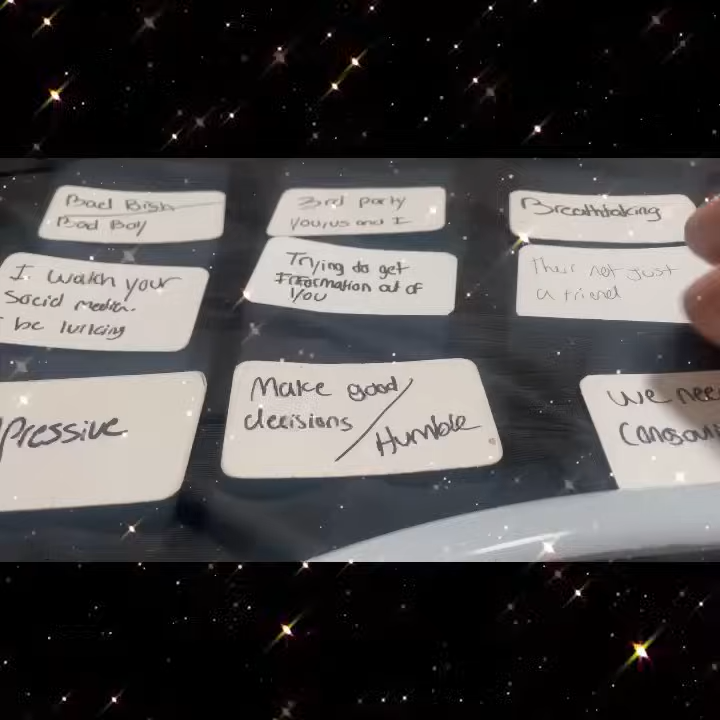 Bad Bish
Bad Boy
3rd party
You, us and I
Breathtaking
I watch your
Social media.
be lurking
Trying to get
Information out of
You
Their not just
a friend
pressive
Make good
decisions / Humble
We nee